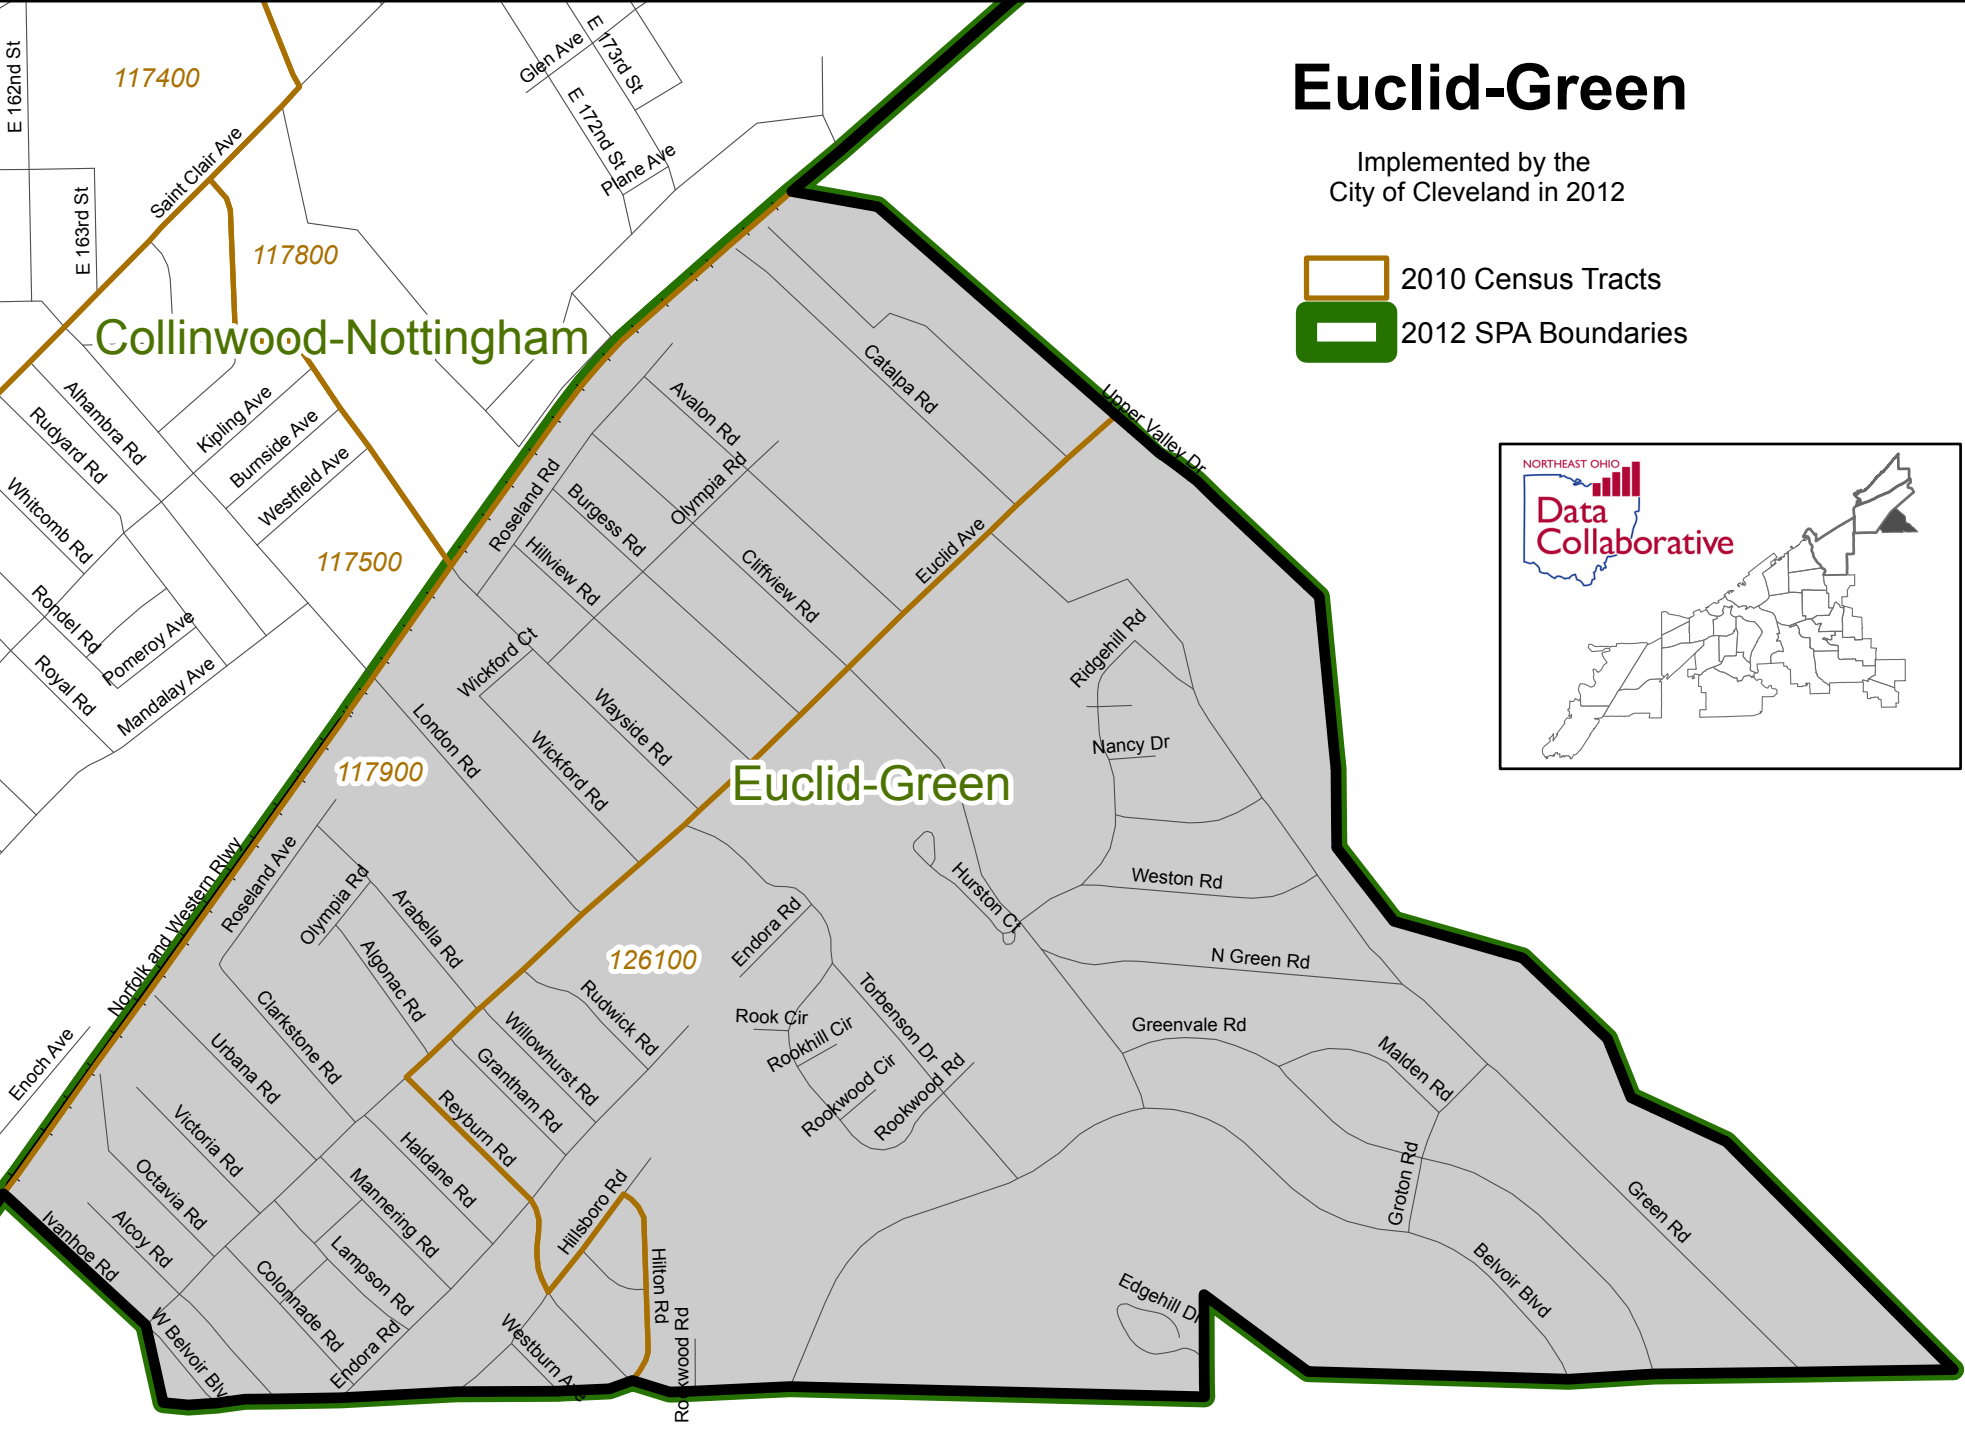 Euclid-Green
Implemented by the
City of Cleveland in 2012
2010 Census Tracts
2012 SPA Boundaries
NORTHEAST OHIO
Data
Collaborative
117400
117800
117500
117900
126100
Collinwood-Nottingham
Euclid-Green
E 162nd St
E 163rd St
Saint Clair Ave
Glen Ave
E 173rd St
E 172nd St
Plane Ave
Alhambra Rd
Rudyard Rd
Whitcomb Rd
Kipling Ave
Burnside Ave
Westfield Ave
Rondel Rd
Pomeroy Ave
Royal Rd
Mandalay Ave
Enoch Ave
Norfolk and Western Rlwy
Catalpa Rd
Upper Valley Dr
Avalon Rd
Olympia Rd
Roseland Rd
Burgess Rd
Hillview Rd
Cliffview Rd
Euclid Ave
Wickford Ct
Wayside Rd
Wickford Rd
London Rd
Ridgehill Rd
Nancy Dr
Weston Rd
Hurston Ct
N Green Rd
Greenvale Rd
Malden Rd
Groton Rd
Green Rd
Belvoir Blvd
Edgehill Dr
Roseland Ave
Olympia Rd
Arabella Rd
Algonac Rd
Clarkstone Rd
Urbana Rd
Victoria Rd
Octavia Rd
Alcoy Rd
Ivanhoe Rd
W Belvoir Blv
Colonnade Rd
Lampson Rd
Endora Rd
Mannering Rd
Haldane Rd
Reyburn Rd
Grantham Rd
Willowhurst Rd
Rudwick Rd
Endora Rd
Rook Cir
Rookhill Cir
Rookwood Cir
Rookwood Rd
Torbenson Dr
Hillsboro Rd
Hilton Rd
Westburn Ave
Rookwood Rd